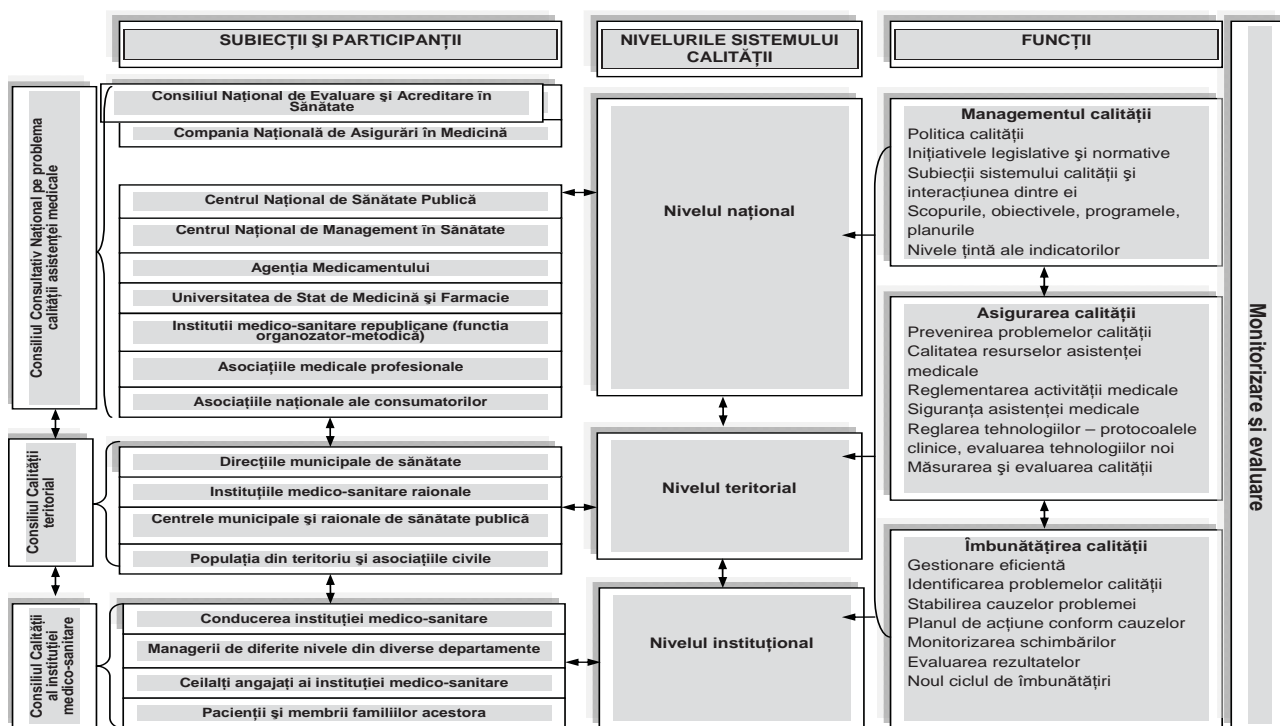 SUBIECȚII ŞI PARTICIPANȚII
NIVELURILE SISTEMULUI
CALITĂȚII
FUNCȚII
Consiliul Consultativ Național pe problema
calității asistenței medicale
Consiliul Național de Evaluare şi Acreditare în
Sănătate
Compania Națională de Asigurări în Medicină
Centrul Național de Sănătate Publică
Centrul Național de Management în Sănătate
Agenția Medicamentului
Universitatea de Stat de Medicină şi Farmacie
Institutii medico-sanitare republicane (functia
organozator-metodică)
Asociațiile medicale profesionale
Asociațiile naționale ale consumatorilor
Nivelul național
Managementul calității
Politica calității
Inițiativele legislative şi normative
Subiecții sistemului calității şi
interacțiunea dintre ei
Scopurile, obiectivele, programele,
planurile
Nivele țintă ale indicatorilor
Consiliul Calității
teritorial
Direcțiile municipale de sănătate
Instituțiile medico-sanitare raionale
Centrele municipale şi raionale de sănătate publică
Populația din teritoriu şi asociațiile civile
Nivelul teritorial
Asigurarea calității
Prevenirea problemelor calității
Calitatea resurselor asistenței
medicale
Reglementarea activității medicale
Siguranța asistenței medicale
Reglarea tehnologiilor – protocoalele
clinice, evaluarea tehnologiilor noi
Măsurarea şi evaluarea calității
Consiliul Calității
al instituției
medico-sanitare
Conducerea instituției medico-sanitare
Managerii de diferite nivele din diverse departamente
Ceilalți angajați ai instituției medico-sanitare
Pacienții şi membrii familiilor acestora
Nivelul instituțional
Îmbunătățirea calității
Gestionare eficientă
Identificarea problemelor calității
Stabilirea cauzelor problemei
Planul de acțiune conform cauzelor
Monitorizarea schimbărilor
Evaluarea rezultatelor
Noul ciclul de îmbunătățiri
Monitorizare şi evaluare